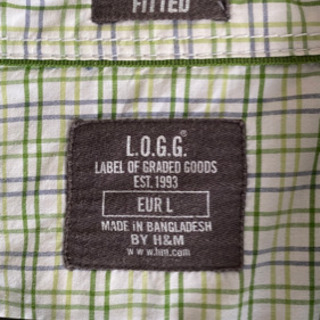 FITTED
L.O.G.G.®
LABEL OF GRADED GOODS
EST. 1993
EUR L
MADE IN BANGLADESH
BY H&M
www.hm.com